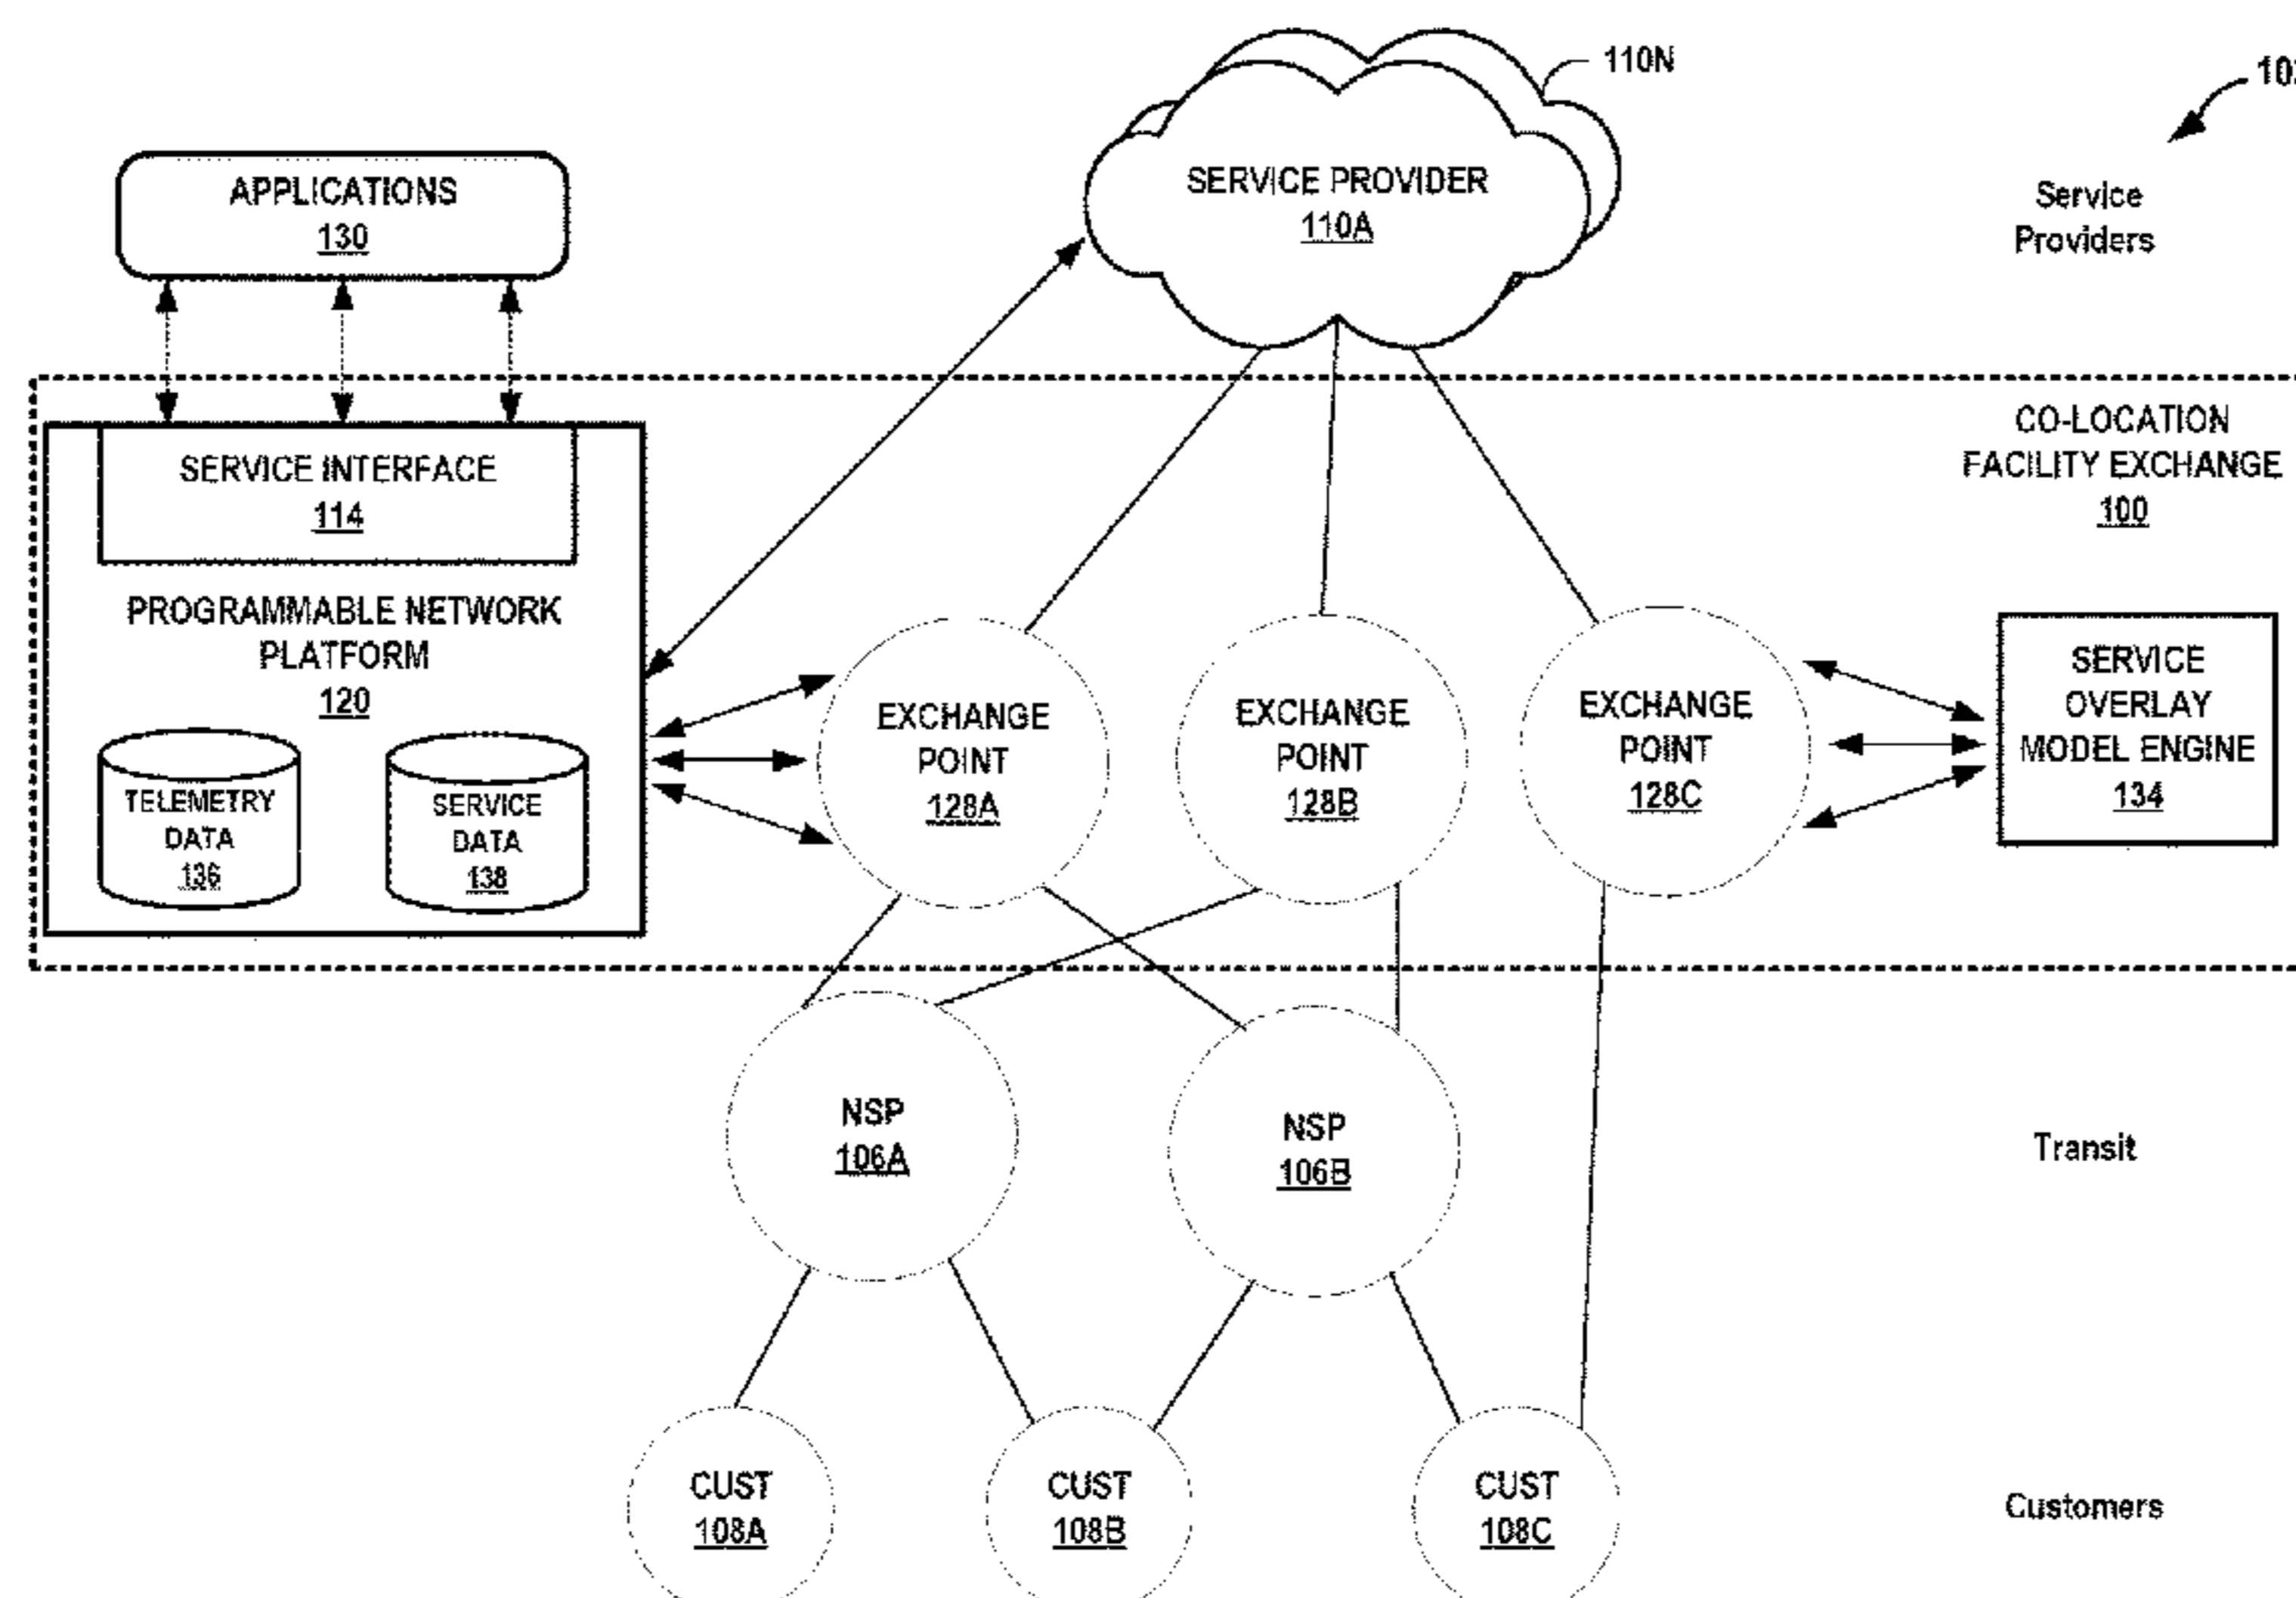 110N
APPLICATIONS
130
SERVICE PROVIDER
110A
Service
Providers
CO-LOCATION
FACILITY EXCHANGE
100
SERVICE INTERFACE
114
PROGRAMMABLE NETWORK
PLATFORM
120
TELEMETRY
DATA
136
SERVICE
DATA
138
EXCHANGE
POINT
128A
EXCHANGE
POINT
128B
EXCHANGE
POINT
128C
SERVICE
OVERLAY
MODEL ENGINE
134
NSP
106A
NSP
106B
Transit
CUST
108A
CUST
108B
CUST
108C
Customers